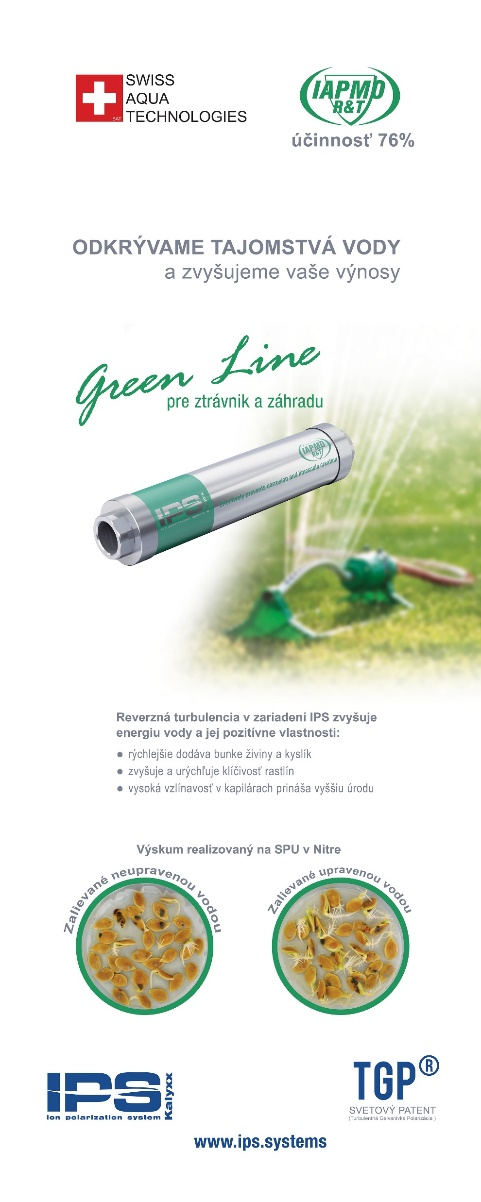 SWISS
AQUA
TECHNOLOGIES
SAT
IAPMO
R&T
účinnosť 76%
ODKRÝVAME TAJOMSTVÁ VODY
a zvyšujeme vaše výnosy
Green Line
pre ztrávnik a záhradu
IAPMO
R&T
IPS
Reverzná turbulencia v zariadení IPS zvyšuje
energiu vody a jej pozitívne vlastnosti:
● rýchlejšie dodáva bunke živiny a kyslík
● zvyšuje a urýchľuje klíčivosť rastlín
● vysoká vzlínavosť v kapilárach prináša vyššiu úrodu
Výskum realizovaný na SPU v Nitre
Zalievané neupravenou vodou
Zalievané upravenou vodou
IPS Kalyxx
ion polarization system
TGP®
SVETOVÝ PATENT
www.ips.systems